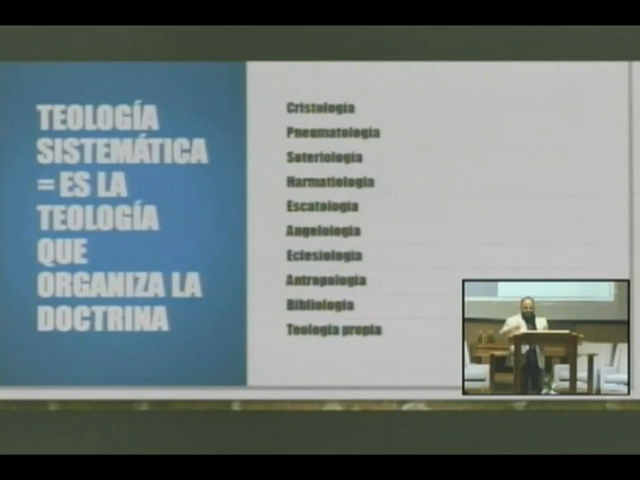 TEOLOGÍA
SISTEMÁTICA
= ES LA
TEOLOGÍA
QUE
ORGANIZA LA
DOCTRINA
Cristología
Pneumatología
Soteriología
Harmatiología
Escatología
Angelología
Eclesiología
Antropología
Bibliología
Teología propia